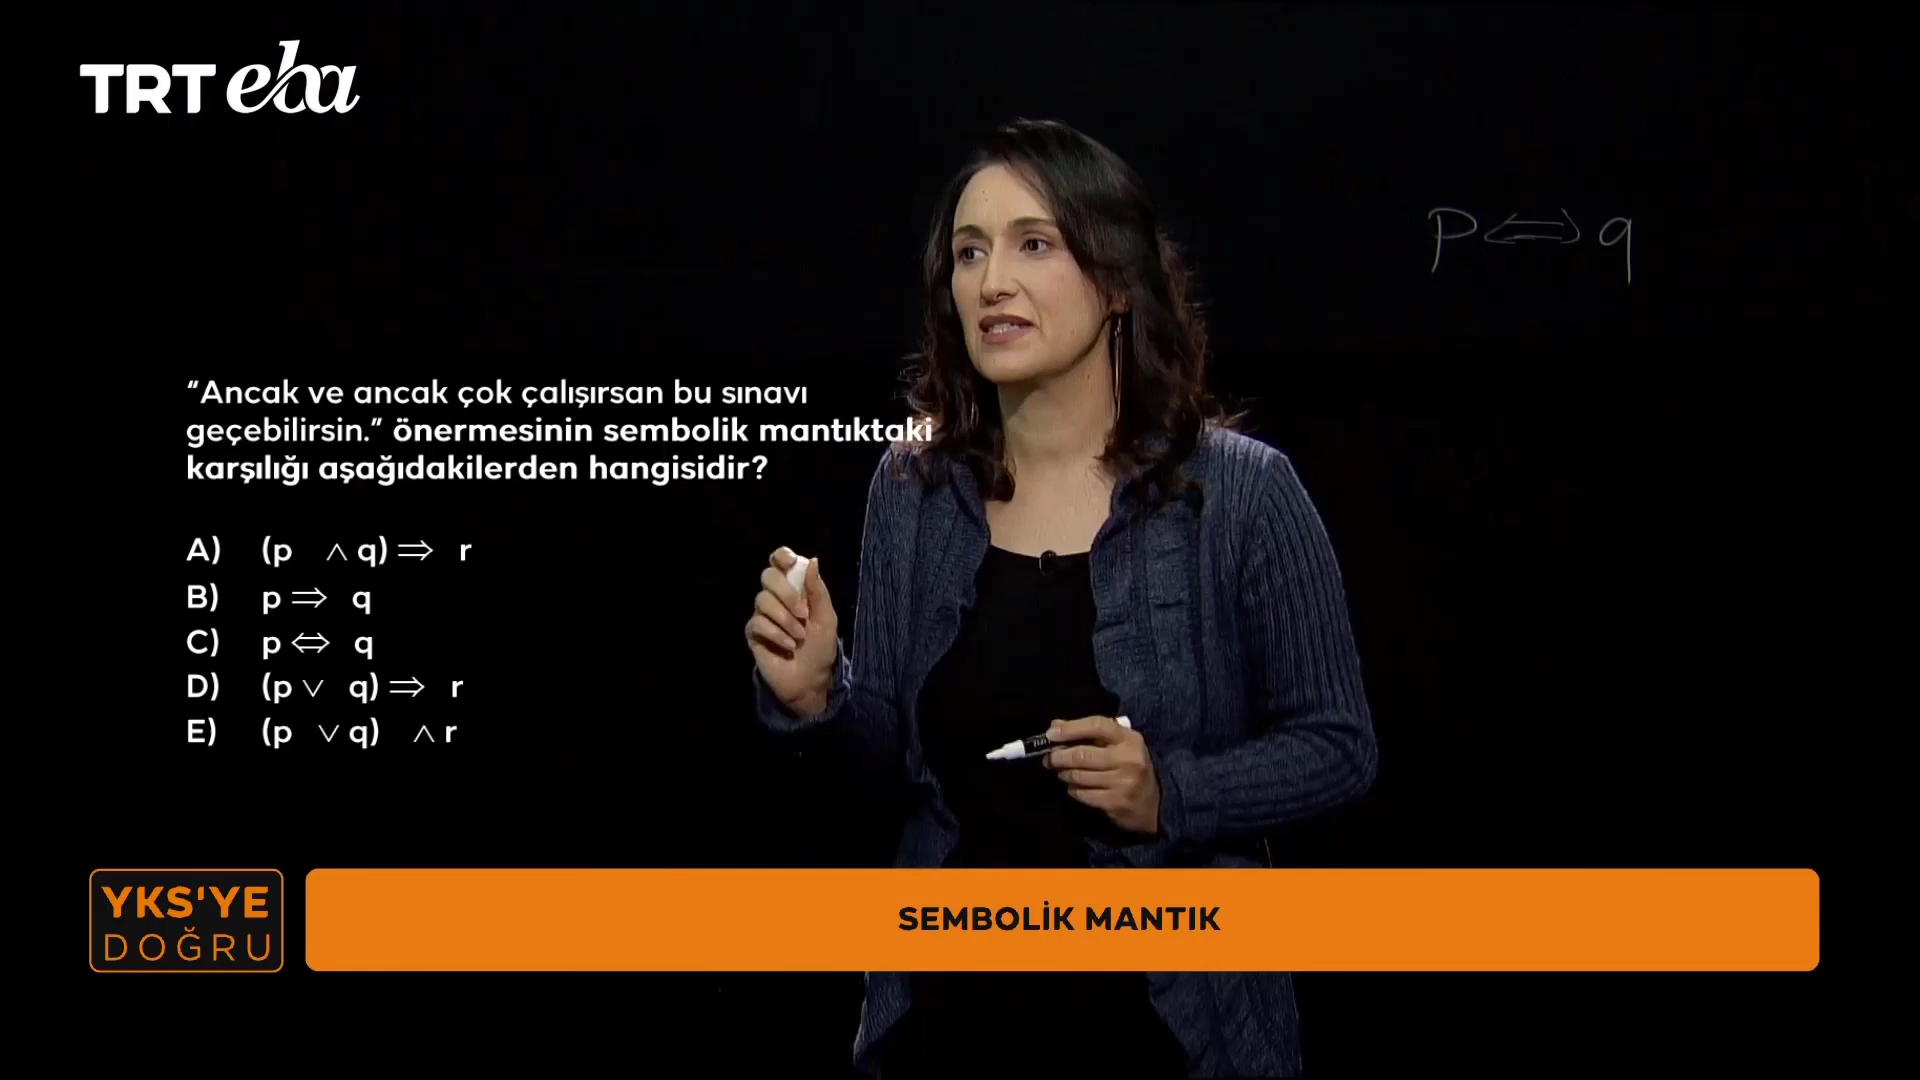 TRT eba
p ⇔ q
“Ancak ve ancak çok çalışırsan bu sınavı
geçebilirsin.” önermesinin sembolik mantıktaki
karşılığı aşağıdakilerden hangisidir?
A) (p ∧ q) ⇒ r
B) p ⇒ q
C) p ⇔ q
D) (p ∨ q) ⇒ r
E) (p ∨ q) ∧ r
YKS'YE
DOĞRU
SEMBOLİK MANTIK